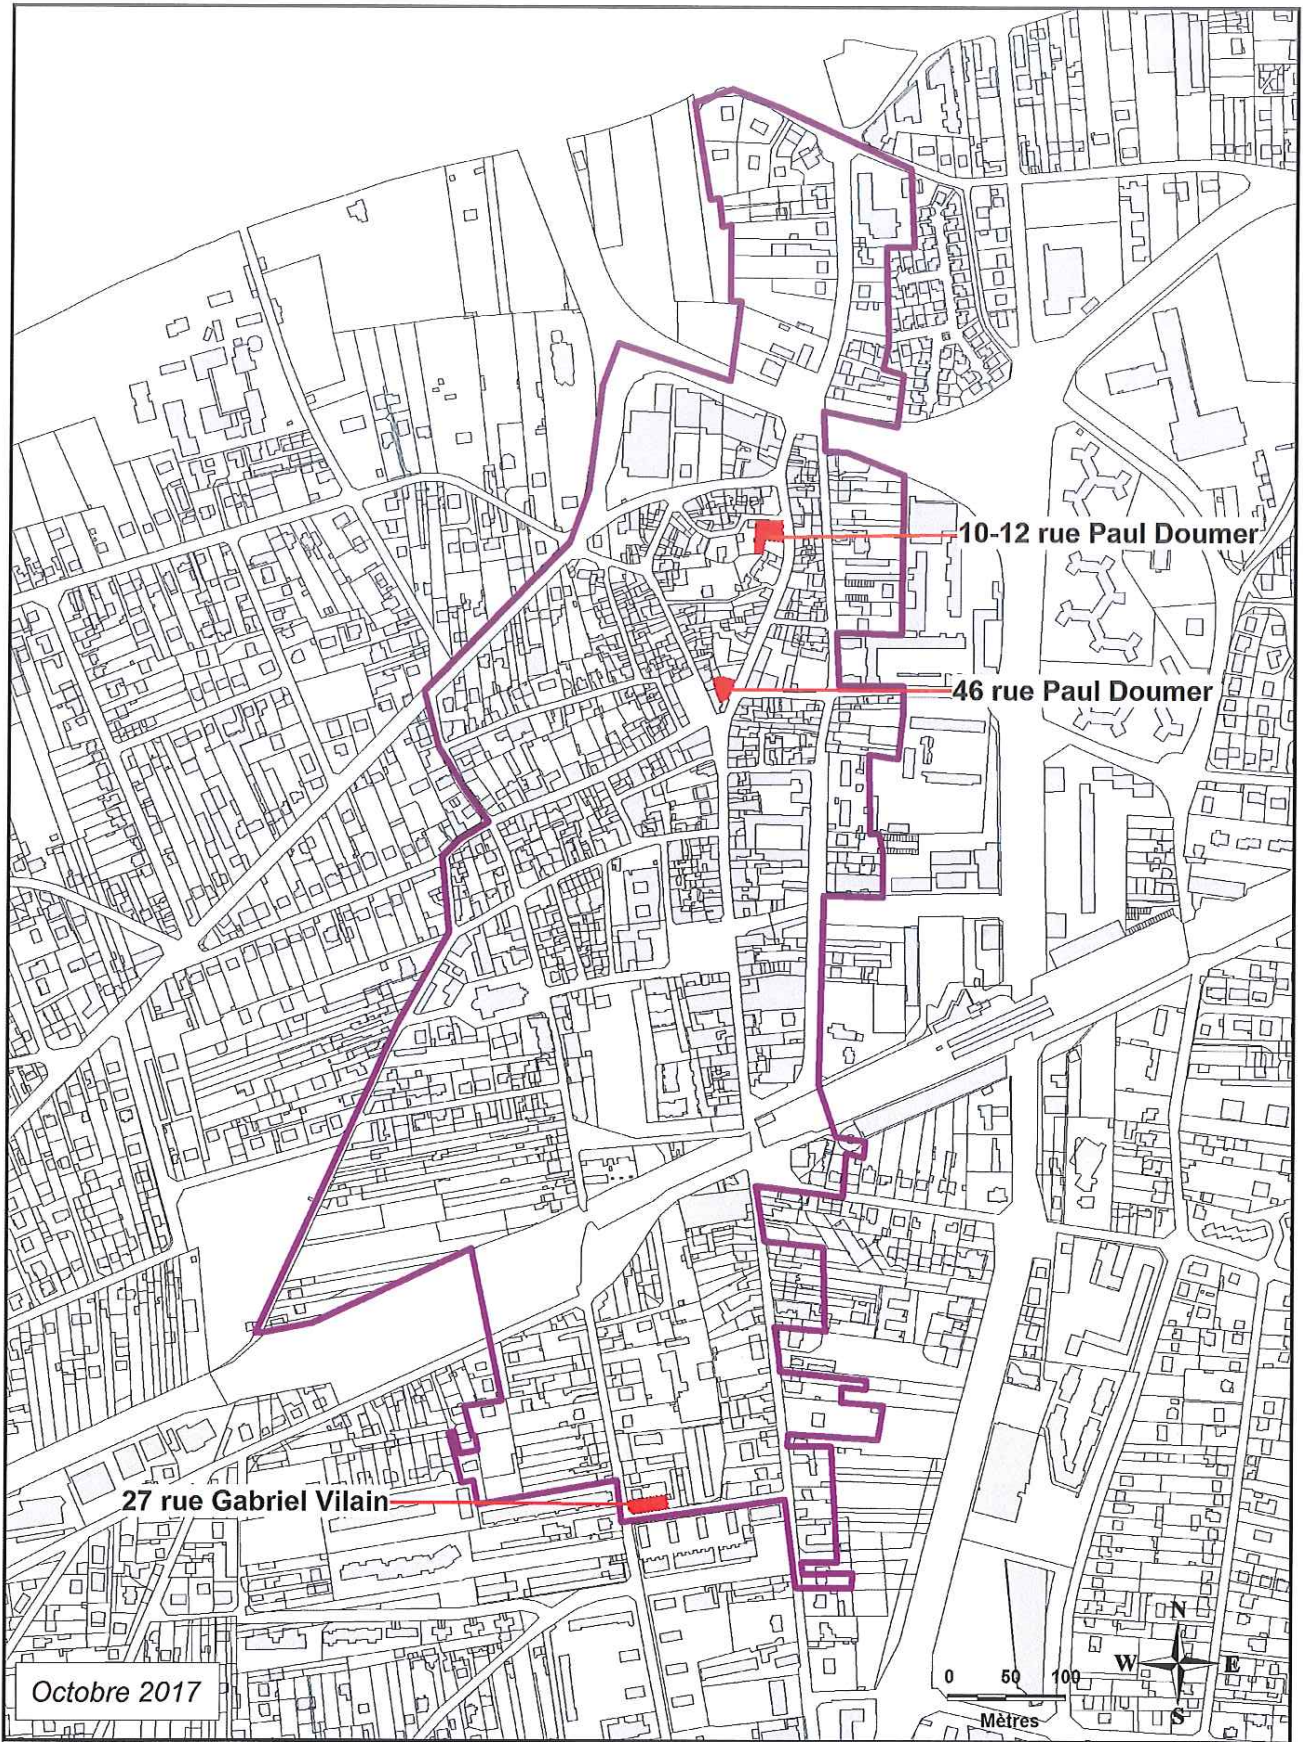 10-12 rue Paul Doumer
46 rue Paul Doumer
27 rue Gabriel Vilain
Octobre 2017
0 50 100
Mètres
N
W E
S